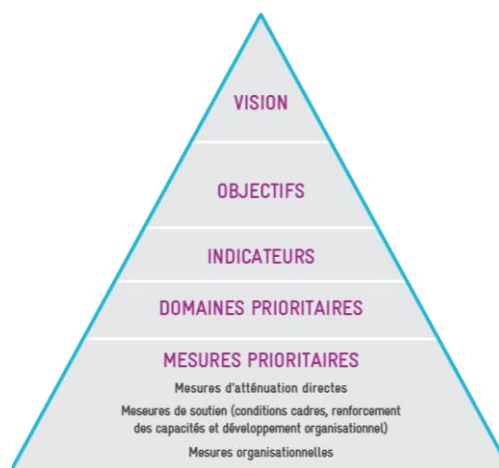 VISION
OBJECTIFS
INDICATEURS
DOMAINES PRIORITAIRES
MESURES PRIORITAIRES
Mesures d'atténuation directes
Meseures de soutien (conditions cadres, renforcement
des capacités et développement organisationnel)
Mesures organisationnelles